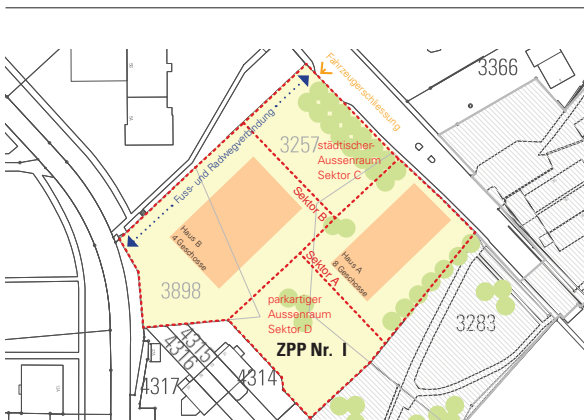 3366
Fahrzeugerschliessung
3257
Fuss- und Radwegverbindung
städtischer
Aussenraum
Sektor C
Sektor B
Haus B
4 Geschosse
Sektor A
Haus A
8 Geschosse
3898
parkartiger
Aussenraum
Sektor D
ZPP Nr. I
3283
4315
4316
4317
4314